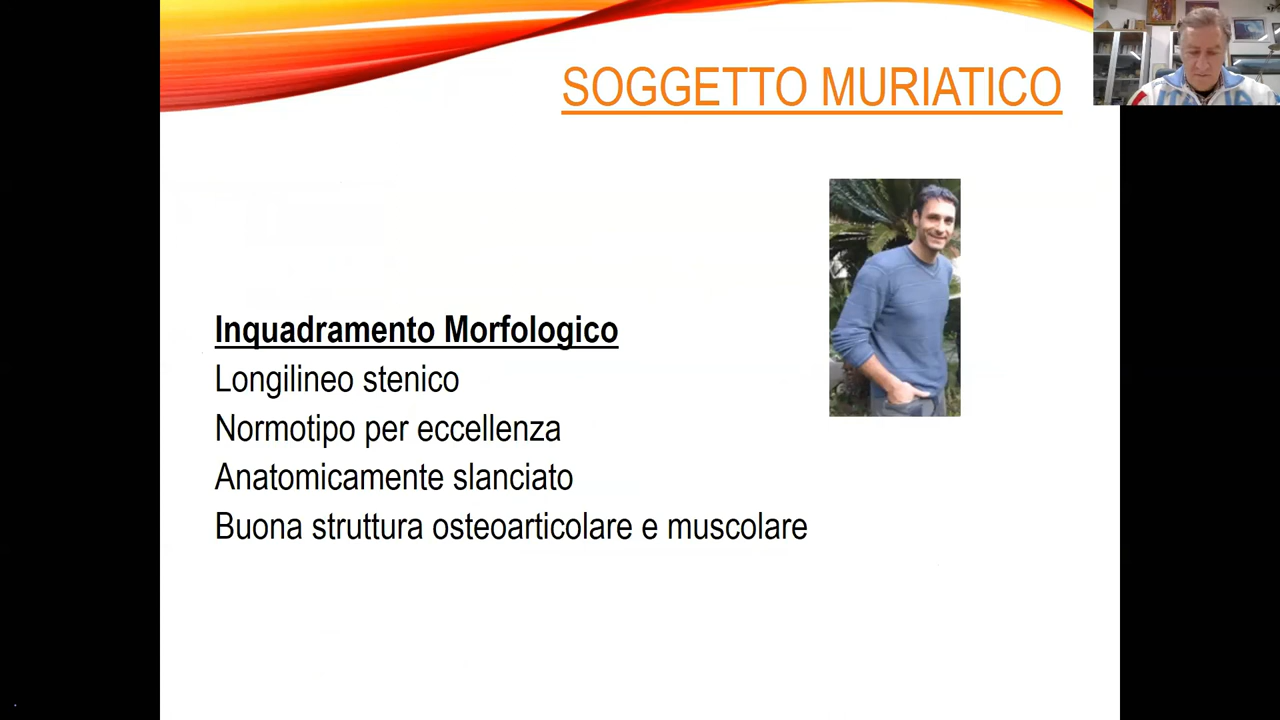 SOGGETTO MURIATICO
Inquadramento Morfologico
Longilineo stenico
Normotipo per eccellenza
Anatomicamente slanciato
Buona struttura osteoarticolare e muscolare